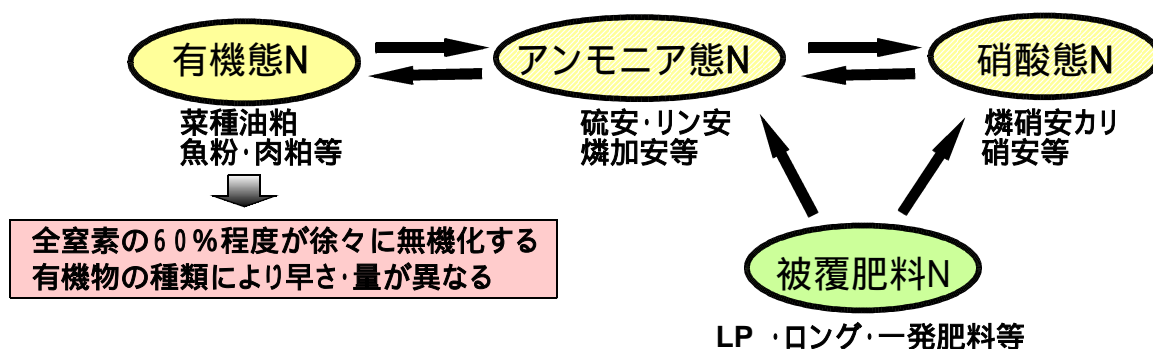 有機態N
アンモニア態N
硝酸態N
菜種油粕
魚粉・肉粕等
硫安・リン安
燐加安等
燐硝安カリ
硝安等
全窒素の60%程度が徐々に無機化する
有機物の種類により早さ・量が異なる
被覆肥料N
LP ・ロング・一発肥料等